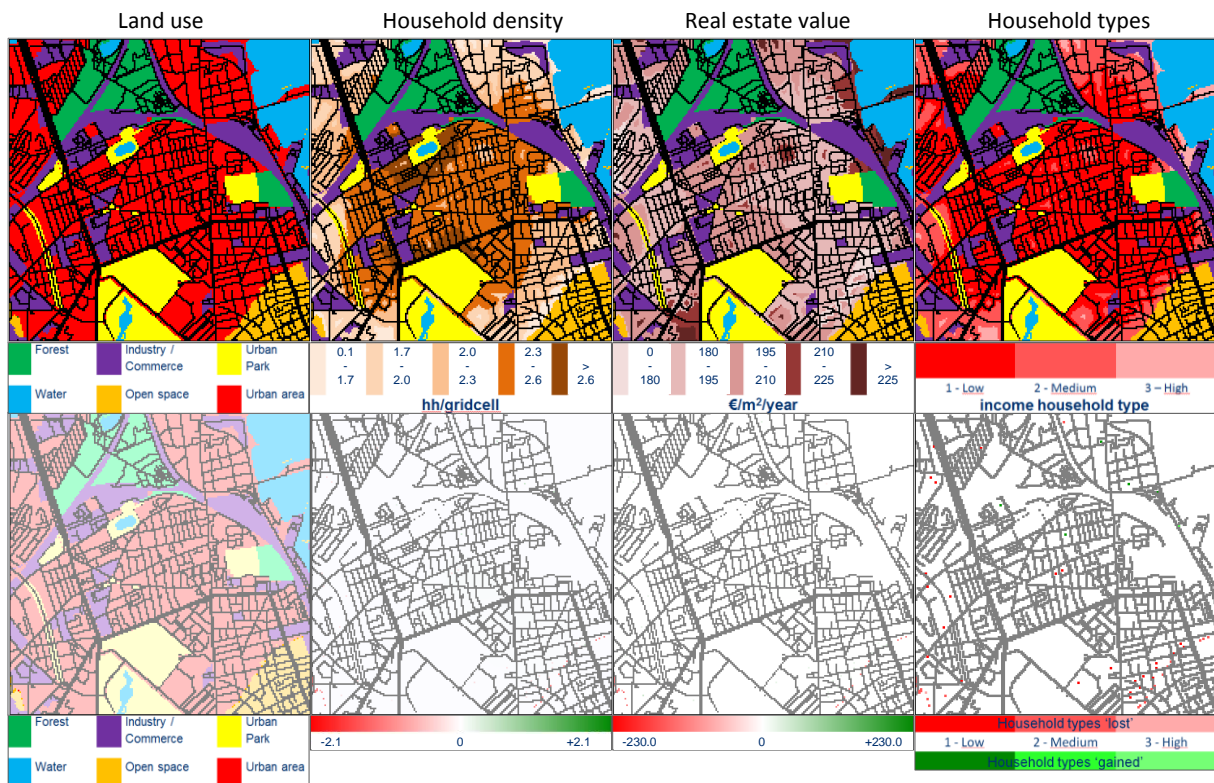 Land use
Household density
Real estate value
Household types
Forest
Industry / Commerce
Urban Park
Water
Open space
Urban area
0.1 - 1.7
1.7 - 2.0
2.0 - 2.3
2.3 - 2.6
> 2.6
hh/gridcell
0 - 180
180 - 195
195 - 210
210 - 225
> 225
€/m²/year
1 - Low
2 - Medium
3 – High
income household type
Forest
Industry / Commerce
Urban Park
Water
Open space
Urban area
-2.1
0
+2.1
-230.0
0
+230.0
Household types 'lost'
1 - Low
2 - Medium
3 - High
Household types 'gained'